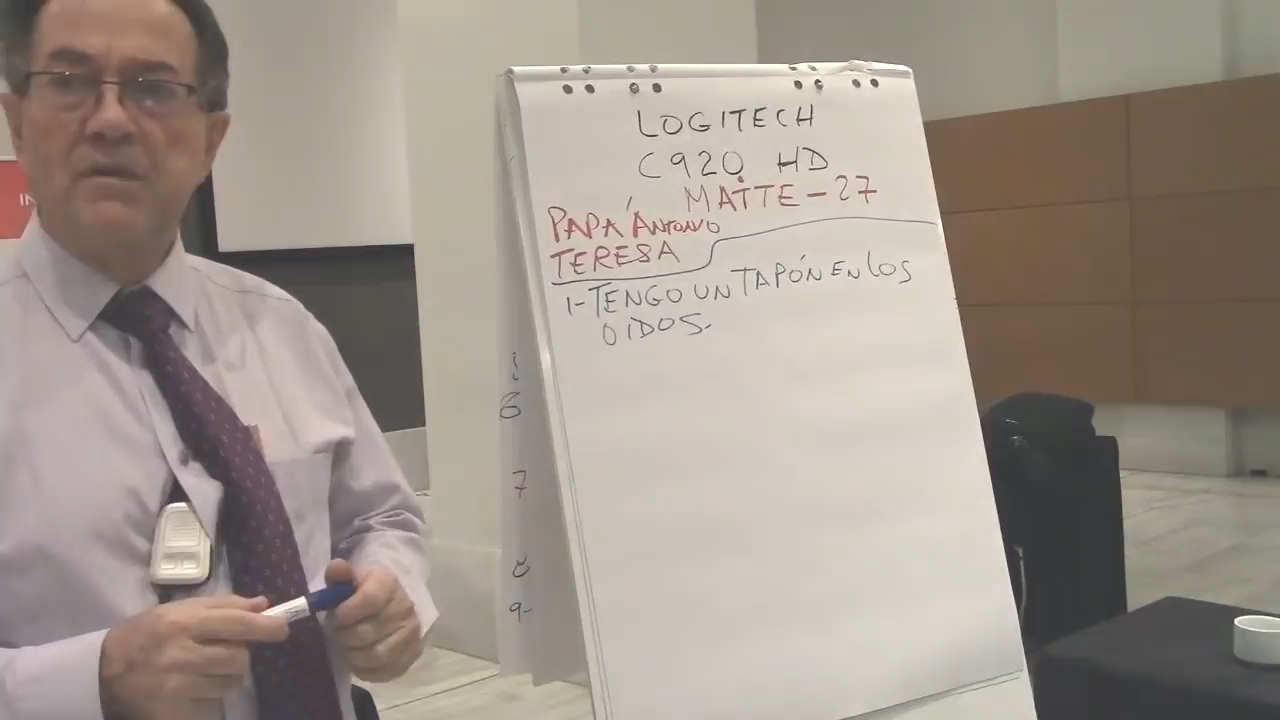 LOGITECH
C920 HD
MATTE-27
PAPÁ ANTONIO
TERESA
1-TENGO UN TAPÓN EN LOS
OIDOS.
6
7
8
9-